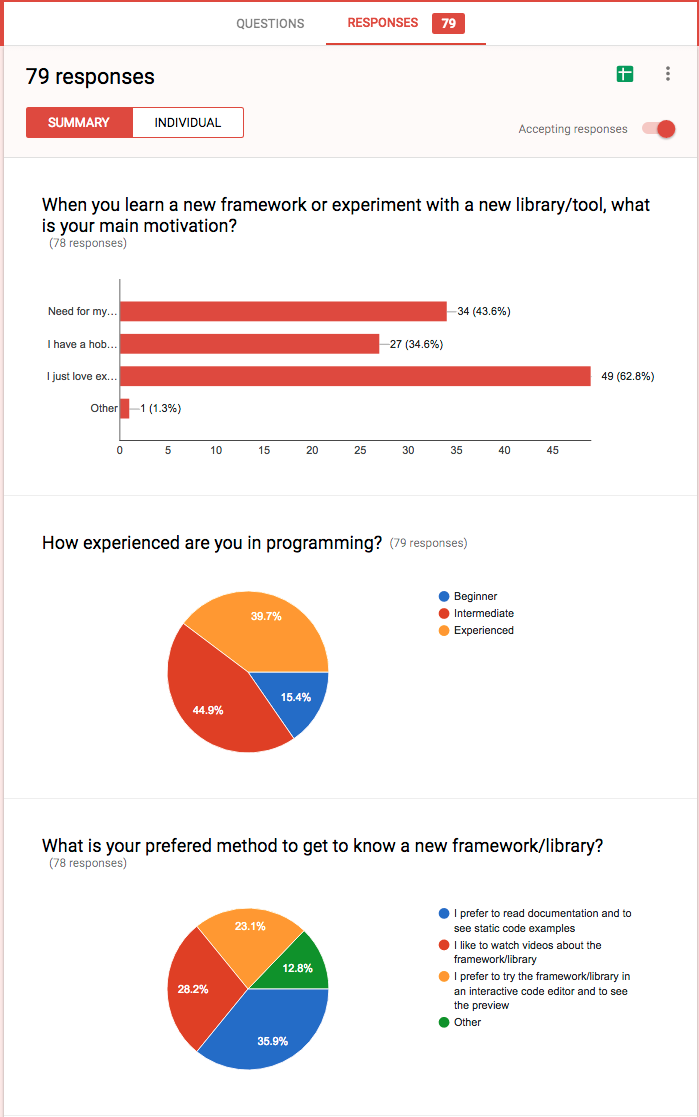 QUESTIONS
RESPONSES 79
79 responses
SUMMARY INDIVIDUAL
Accepting responses
When you learn a new framework or experiment with a new library/tool, what
is your main motivation?
(78 responses)
Need for my... 34 (43.6%)
I have a hob... 27 (34.6%)
I just love ex... 49 (62.8%)
Other 1 (1.3%)
0 5 10 15 20 25 30 35 40 45
How experienced are you in programming? (79 responses)
39.7%
44.9%
15.4%
Beginner
Intermediate
Experienced
What is your prefered method to get to know a new framework/library?
(78 responses)
23.1%
12.8%
28.2%
35.9%
I prefer to read documentation and to
see static code examples
I like to watch videos about the
framework/library
I prefer to try the framework/library in
an interactive code editor and to see
the preview
Other